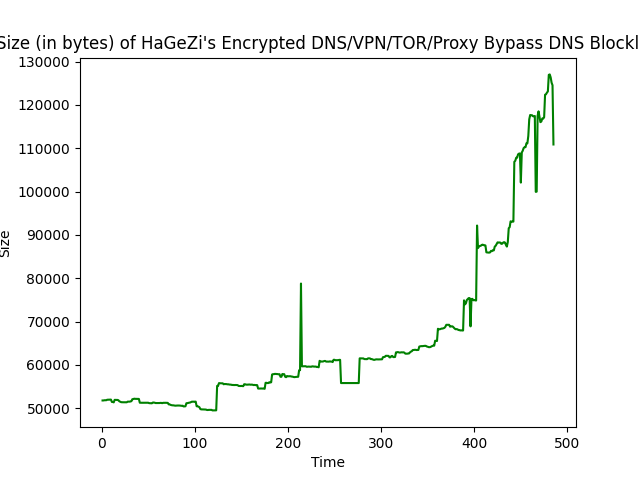 Size (in bytes) of HaGeZi's Encrypted DNS/VPN/TOR/Proxy Bypass DNS Blockl
130000
120000
110000
100000
90000
80000
70000
60000
50000
Size
0 100 200 300 400 500
Time